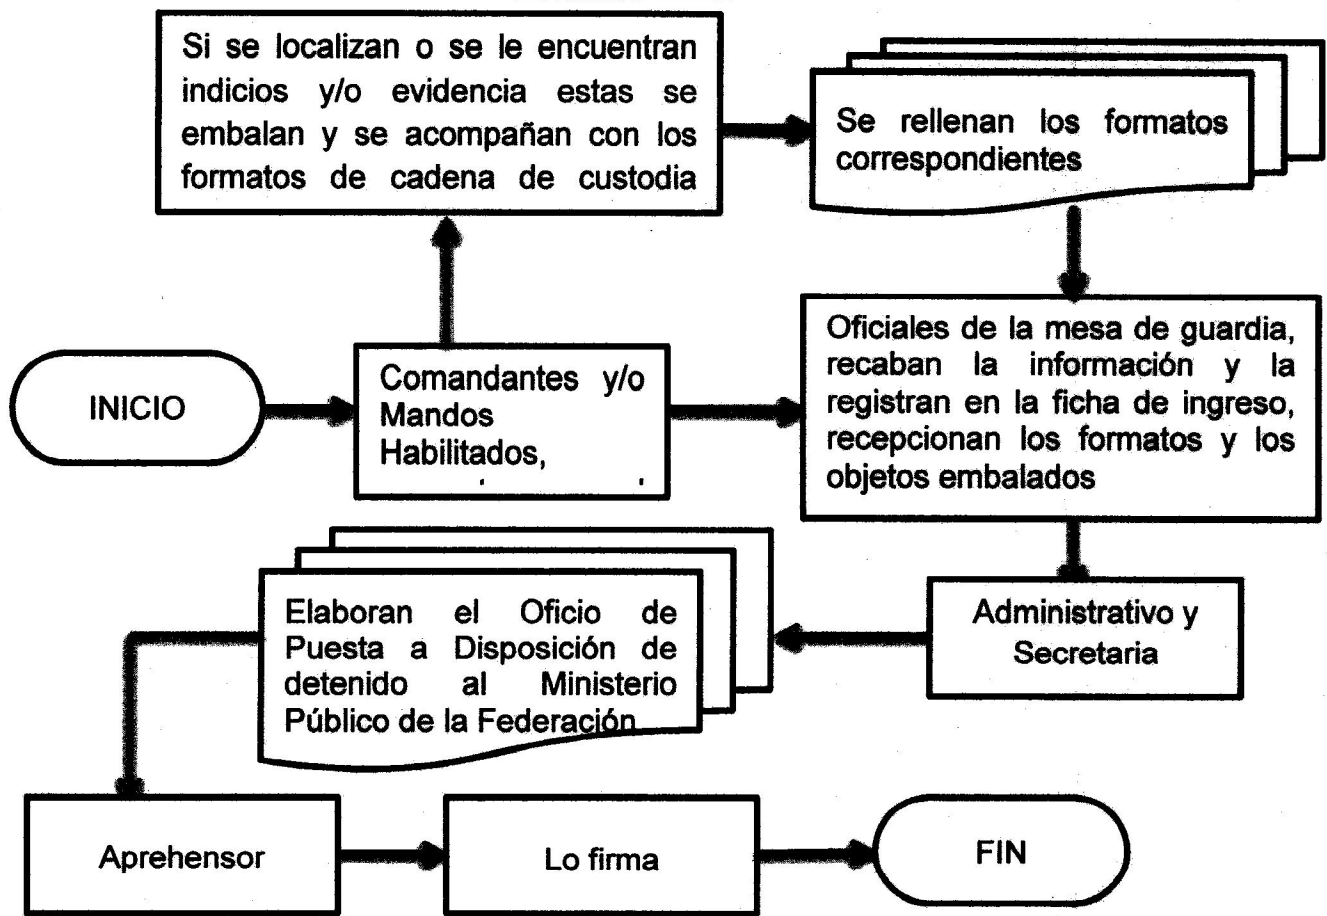 Si se localizan o se le encuentran
indicios y/o evidencia estas se
embalan y se acompañan con los
formatos de cadena de custodia
Se rellenan los formatos
correspondientes
INICIO
Comandantes y/o
Mandos
Habilitados,
Oficiales de la mesa de guardia,
recaban la información y la
registran en la ficha de ingreso,
recepcionan los formatos y los
objetos embalados
Administrativo y
Secretaria
Elaboran el Oficio de
Puesta a Disposición de
detenido al Ministerio
Público de la Federación
Aprehensor
Lo firma
FIN